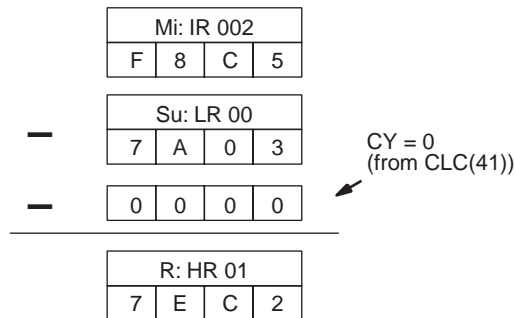 Mi: IR 002
F 8 C 5
Su: LR 00
– 7 A 0 3
CY = 0
(from CLC(41))
– 0 0 0 0
R: HR 01
7 E C 2